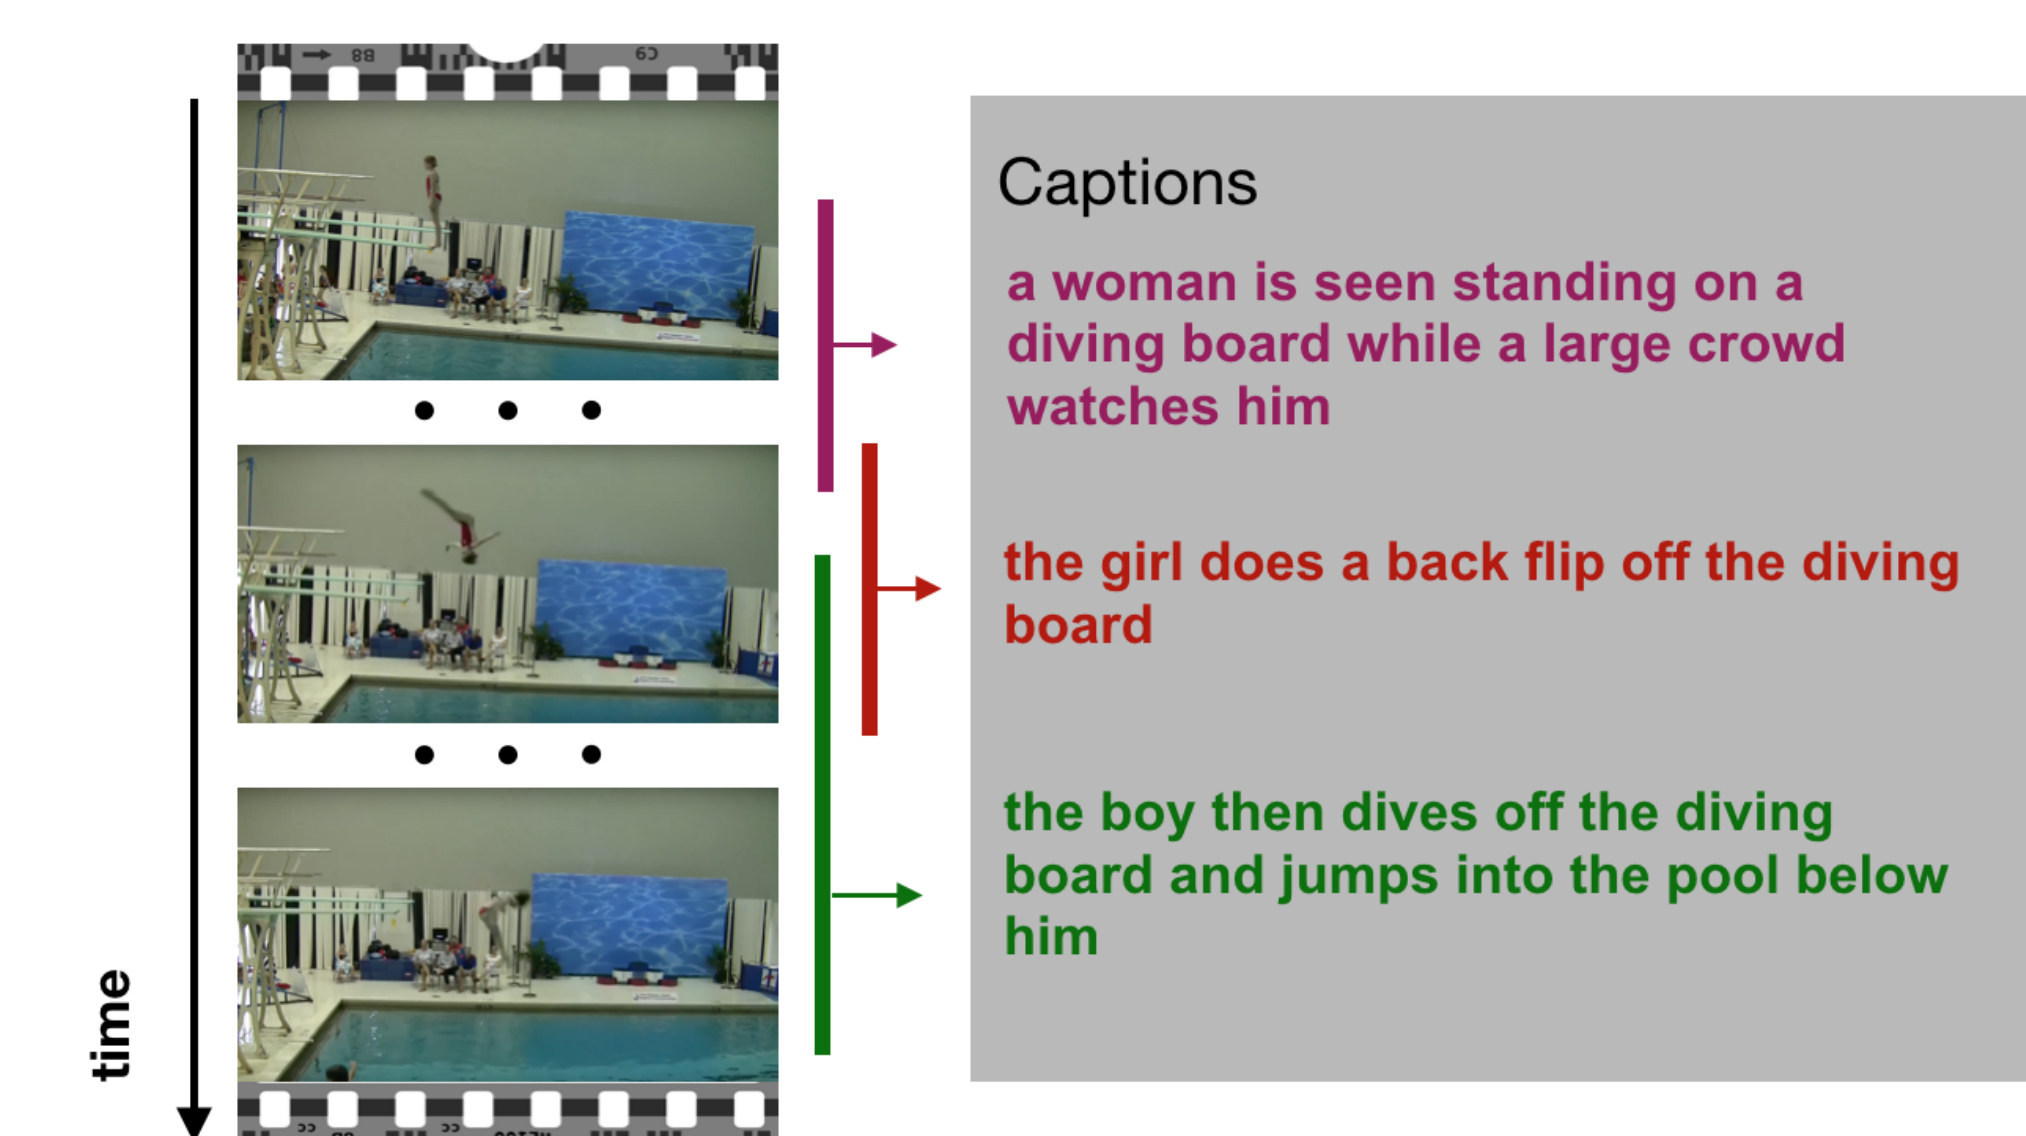 B8
C9
Captions
a woman is seen standing on a
diving board while a large crowd
watches him
the girl does a back flip off the diving
board
the boy then dives off the diving
board and jumps into the pool below
him
time